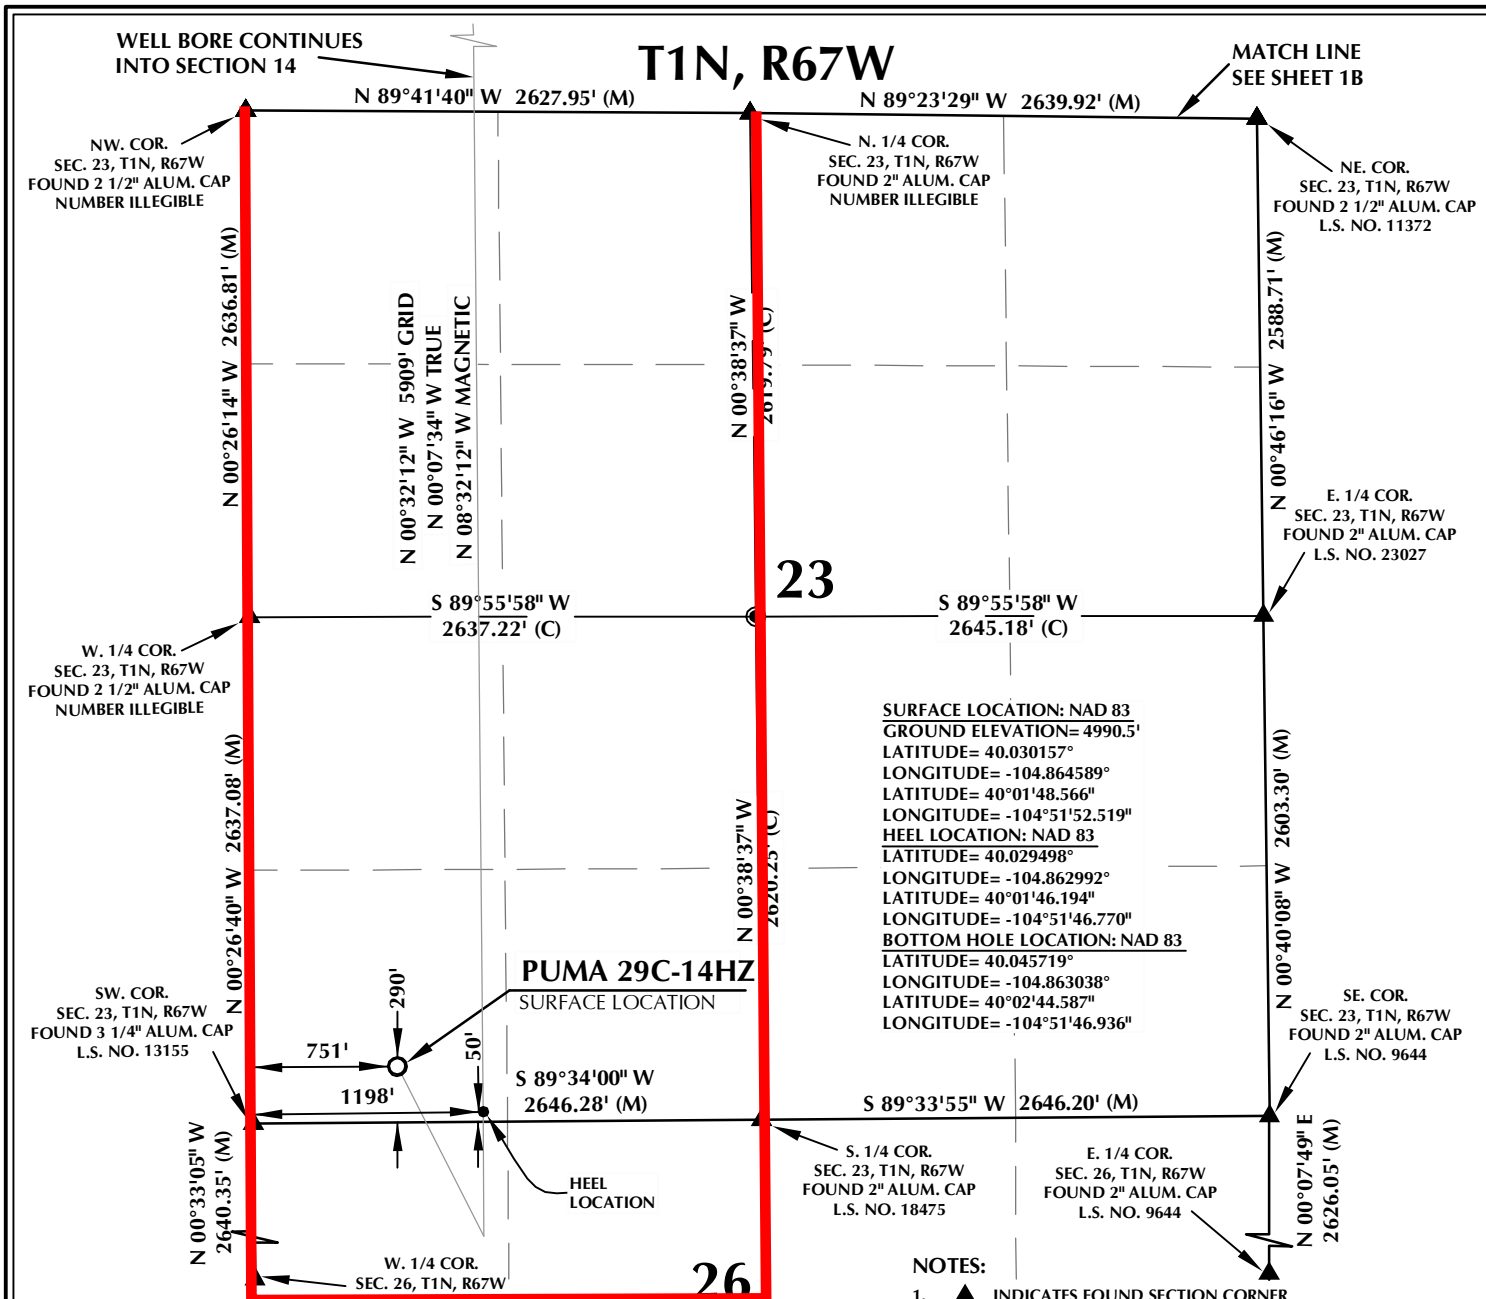 WELL BORE CONTINUES
INTO SECTION 14
T1N, R67W
MATCH LINE
SEE SHEET 1B
N 89°41'40" W 2627.95' (M)
N 89°23'29" W 2639.92' (M)
NW. COR.
SEC. 23, T1N, R67W
FOUND 2 1/2" ALUM. CAP
NUMBER ILLEGIBLE
N. 1/4 COR.
SEC. 23, T1N, R67W
FOUND 2" ALUM. CAP
NUMBER ILLEGIBLE
NE. COR.
SEC. 23, T1N, R67W
FOUND 2 1/2" ALUM. CAP
L.S. NO. 11372
N 00°26'14" W 2636.81' (M)
N 00°32'12" W 5909' GRID
N 00°07'34" W TRUE
N 08°32'12" W MAGNETIC
N 00°38'37" W
2619.79' (C)
N 00°46'16" W 2588.71' (M)
E. 1/4 COR.
SEC. 23, T1N, R67W
FOUND 2" ALUM. CAP
L.S. NO. 23027
23
S 89°55'58" W
2637.22' (C)
S 89°55'58" W
2645.18' (C)
W. 1/4 COR.
SEC. 23, T1N, R67W
FOUND 2 1/2" ALUM. CAP
NUMBER ILLEGIBLE
SURFACE LOCATION: NAD 83
GROUND ELEVATION= 4990.5'
LATITUDE= 40.030157°
LONGITUDE= -104.864589°
LATITUDE= 40°01'48.566"
LONGITUDE= -104°51'52.519"
HEEL LOCATION: NAD 83
LATITUDE= 40.029498°
LONGITUDE= -104.862992°
LATITUDE= 40°01'46.194"
LONGITUDE= -104°51'46.770"
BOTTOM HOLE LOCATION: NAD 83
LATITUDE= 40.045719°
LONGITUDE= -104.863038°
LATITUDE= 40°02'44.587"
LONGITUDE= -104°51'46.936"
N 00°26'40" W 2637.08' (M)
N 00°38'37" W
2620.25' (C)
N 00°40'08" W 2603.30' (M)
PUMA 29C-14HZ
SURFACE LOCATION
SW. COR.
SEC. 23, T1N, R67W
FOUND 3 1/4" ALUM. CAP
L.S. NO. 13155
290'
751'
50'
1198'
S 89°34'00" W
2646.28' (M)
S 89°33'55" W 2646.20' (M)
SE. COR.
SEC. 23, T1N, R67W
FOUND 2" ALUM. CAP
L.S. NO. 9644
N 00°33'05" W
2640.35' (M)
HEEL
LOCATION
S. 1/4 COR.
SEC. 23, T1N, R67W
FOUND 2" ALUM. CAP
L.S. NO. 18475
E. 1/4 COR.
SEC. 26, T1N, R67W
FOUND 2" ALUM. CAP
L.S. NO. 9644
N 00°07'49" E
2626.05' (M)
W. 1/4 COR.
SEC. 26, T1N, R67W
26
NOTES:
1. INDICATES FOUND SECTION CORNER